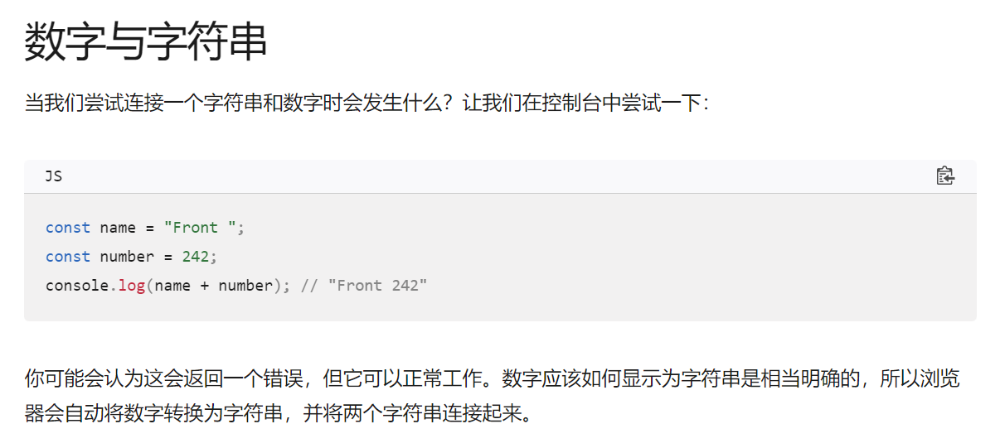 数字与字符串
当我们尝试连接一个字符串和数字时会发生什么？让我们在控制台中尝试一下：
JS
const name = "Front ";
const number = 242;
console.log(name + number); // "Front 242"
你可能会认为这会返回一个错误，但它可以正常工作。数字应该如何显示为字符串是相当明确的，所以浏览
器会自动将数字转换为字符串，并将两个字符串连接起来。